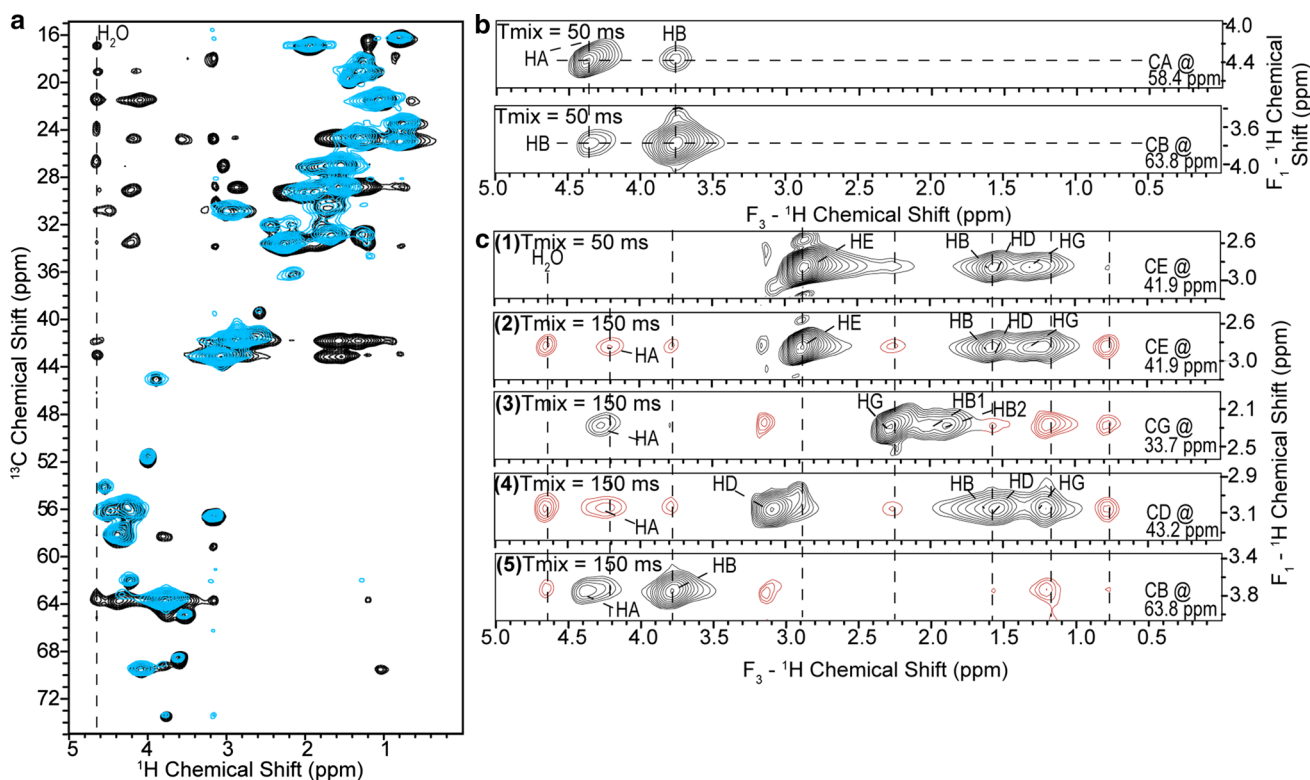 a
H₂O
16
20
24
28
32
36
40
44
48
52
56
60
64
68
72
¹³C Chemical Shift (ppm)
5 4 3 2 1
¹H Chemical Shift (ppm)
b
Tmix = 50 ms
HB
HA
CA @
58.4 ppm
4.0
4.4
Tmix = 50 ms
HB
CB @
63.8 ppm
3.6
4.0
F₁ - ¹H Chemical
Shift (ppm)
5.0 4.5 4.0 3.5 3.0 2.5 2.0 1.5 1.0 0.5
F₃ - ¹H Chemical Shift (ppm)
c
(1)Tmix = 50 ms
H₂O
HE
HB
HD
HG
CE @
41.9 ppm
2.6
3.0
(2)Tmix = 150 ms
HA
HE
HB
HD
HG
CE @
41.9 ppm
2.6
3.0
(3)Tmix = 150 ms
HA
HG
HB1
HB2
CG @
33.7 ppm
2.1
2.5
(4)Tmix = 150 ms
HA
HD
HB
HD
HG
CD @
43.2 ppm
2.9
3.1
(5)Tmix = 150 ms
HA
HB
CB @
63.8 ppm
3.4
3.8
F₁ - ¹H Chemical Shift (ppm)
5.0 4.5 4.0 3.5 3.0 2.5 2.0 1.5 1.0 0.5
F₃ - ¹H Chemical Shift (ppm)